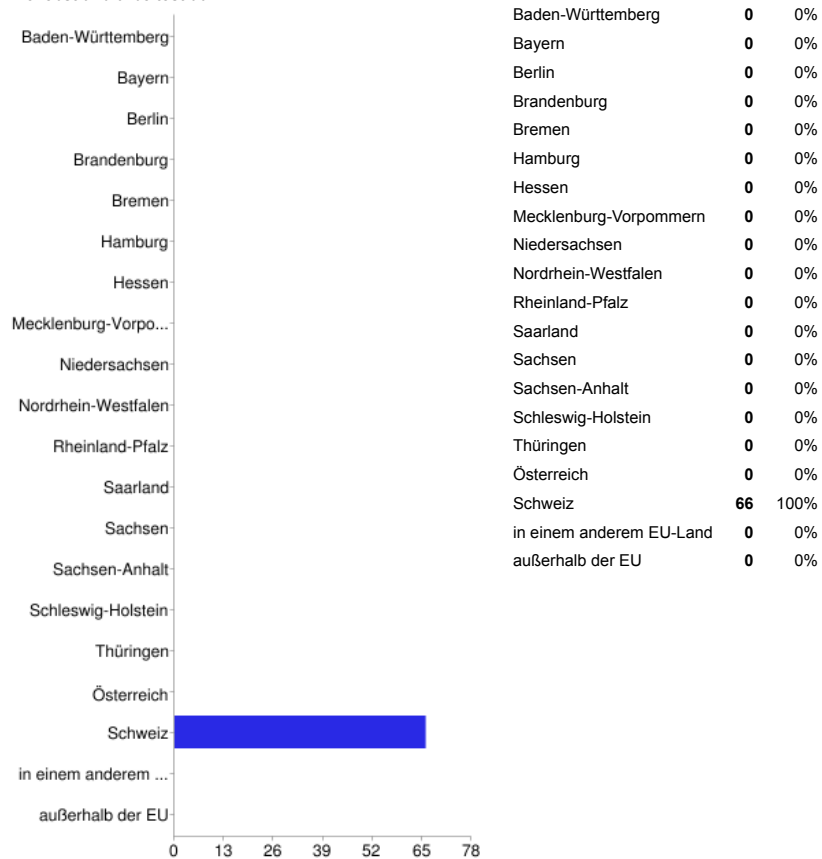 Baden-Württemberg
Bayern
Berlin
Brandenburg
Bremen
Hamburg
Hessen
Mecklenburg-Vorpo...
Niedersachsen
Nordrhein-Westfalen
Rheinland-Pfalz
Saarland
Sachsen
Sachsen-Anhalt
Schleswig-Holstein
Thüringen
Österreich
Schweiz
in einem anderem ...
außerhalb der EU
0 13 26 39 52 65 78
Baden-Württemberg 0 0%
Bayern 0 0%
Berlin 0 0%
Brandenburg 0 0%
Bremen 0 0%
Hamburg 0 0%
Hessen 0 0%
Mecklenburg-Vorpommern 0 0%
Niedersachsen 0 0%
Nordrhein-Westfalen 0 0%
Rheinland-Pfalz 0 0%
Saarland 0 0%
Sachsen 0 0%
Sachsen-Anhalt 0 0%
Schleswig-Holstein 0 0%
Thüringen 0 0%
Österreich 0 0%
Schweiz 66 100%
in einem anderem EU-Land 0 0%
außerhalb der EU 0 0%